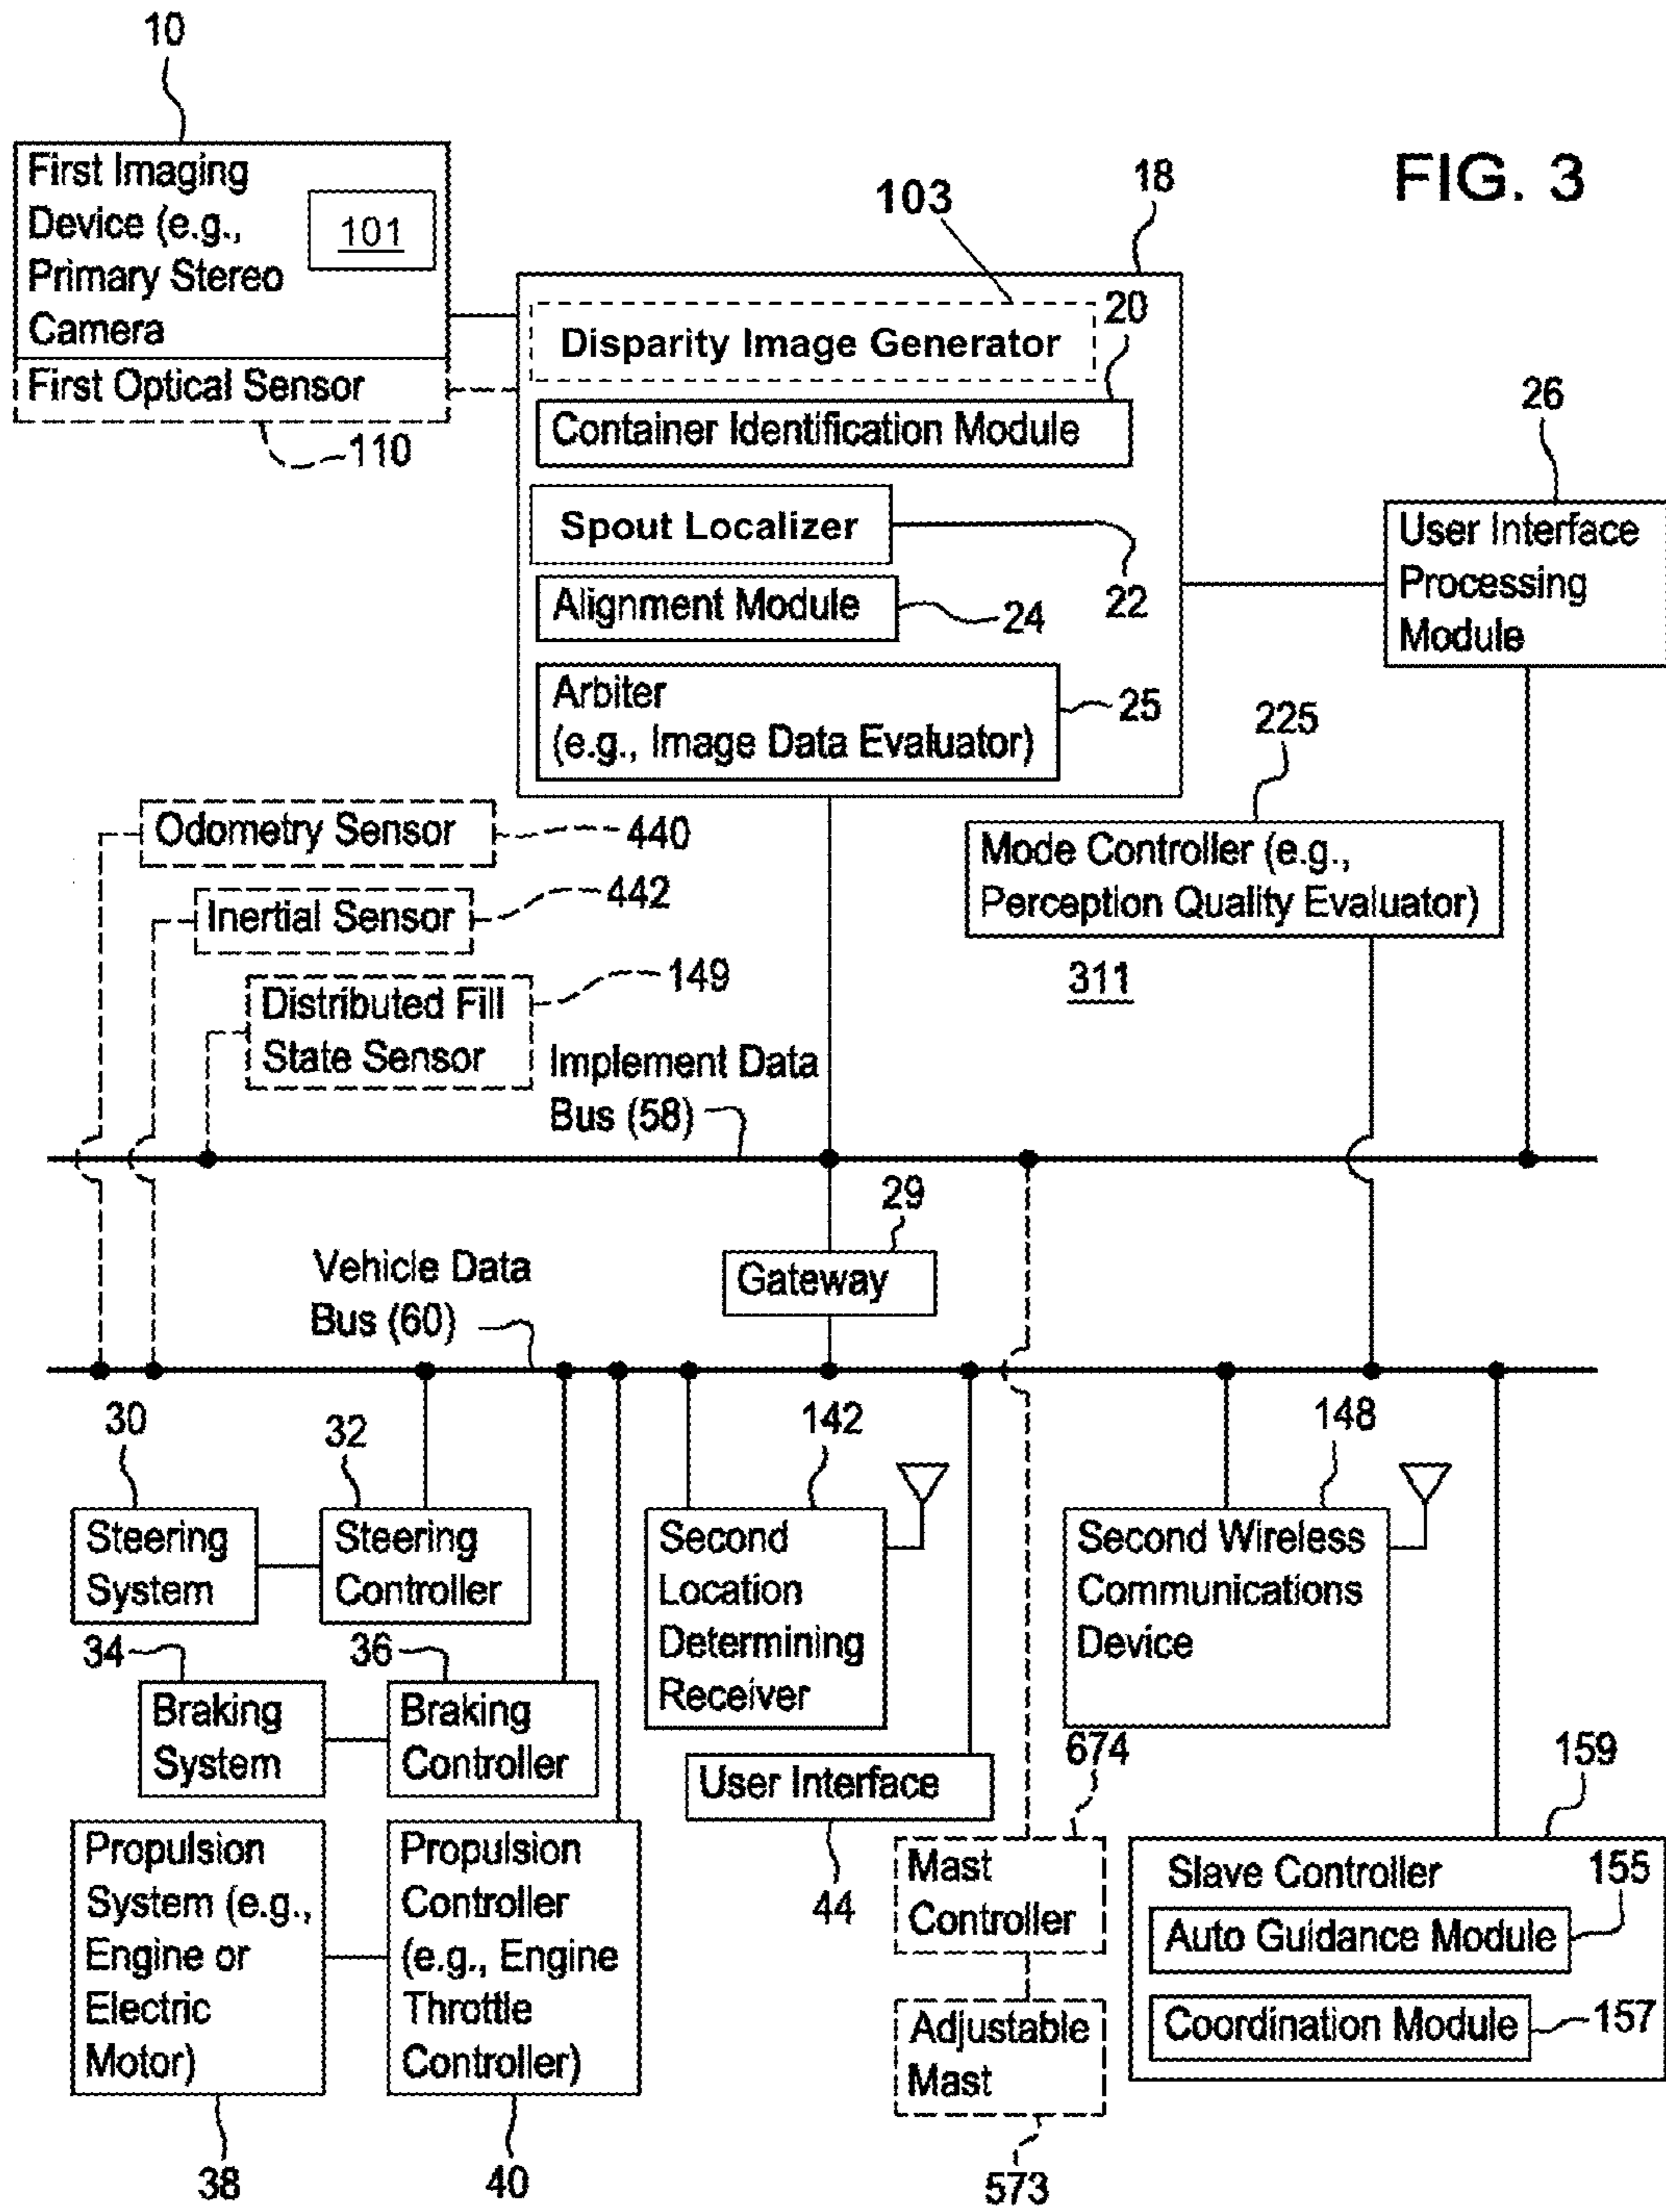 10
First Imaging
Device (e.g.,
Primary Stereo
Camera
101
First Optical Sensor
110
FIG. 3
18
103
20
Disparity Image Generator
Container Identification Module
Spout Localizer
22
Alignment Module
24
Arbiter
(e.g., Image Data Evaluator)
25
26
User Interface
Processing
Module
225
Mode Controller (e.g.,
Perception Quality Evaluator)
311
Odometry Sensor
440
Inertial Sensor
442
Distributed Fill
State Sensor
149
Implement Data
Bus (58)
29
Gateway
Vehicle Data
Bus (60)
30
Steering
System
32
Steering
Controller
34
Braking
System
36
Braking
Controller
Propulsion
System (e.g.,
Engine or
Electric
Motor)
38
Propulsion
Controller
(e.g., Engine
Throttle
Controller)
40
142
Second
Location
Determining
Receiver
User Interface
44
148
Second Wireless
Communications
Device
674
Mast
Controller
Adjustable
Mast
573
159
Slave Controller
155
Auto Guidance Module
Coordination Module
157